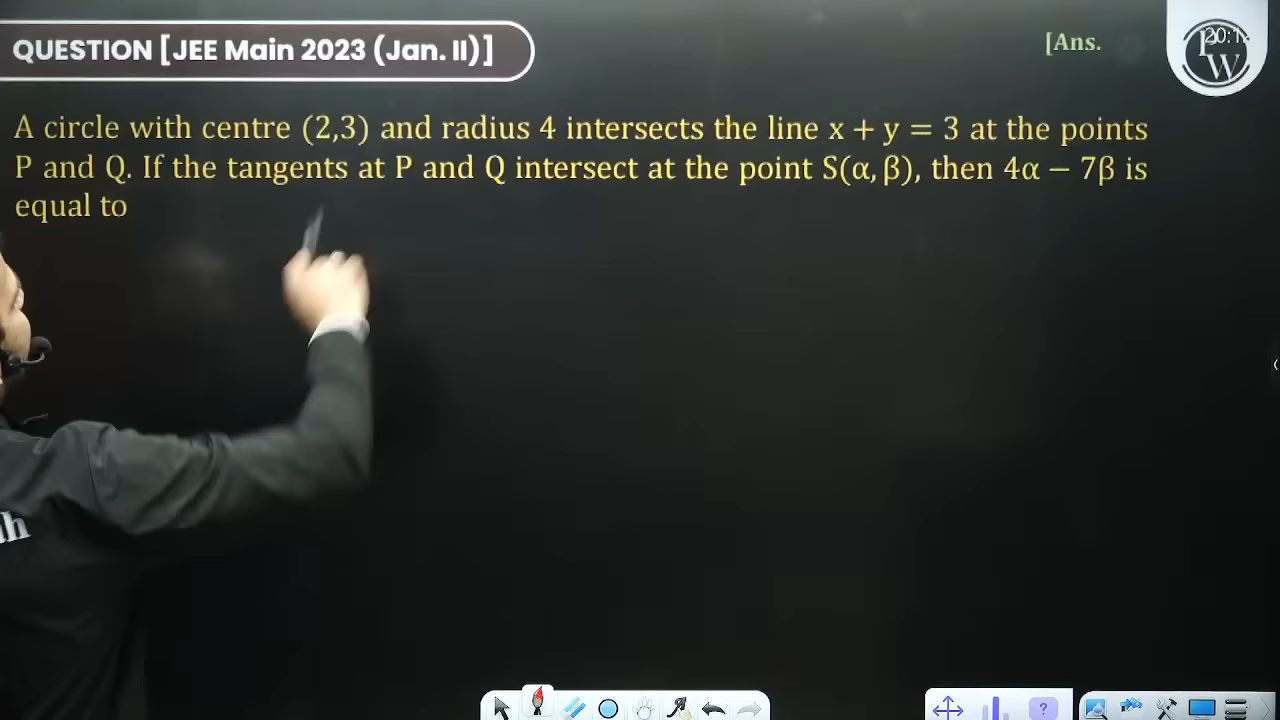 QUESTION [JEE Main 2023 (Jan. II)]
[Ans.
A circle with centre (2,3) and radius 4 intersects the line x + y = 3 at the points
P and Q. If the tangents at P and Q intersect at the point S(α, β), then 4α − 7β is
equal to
PW
?